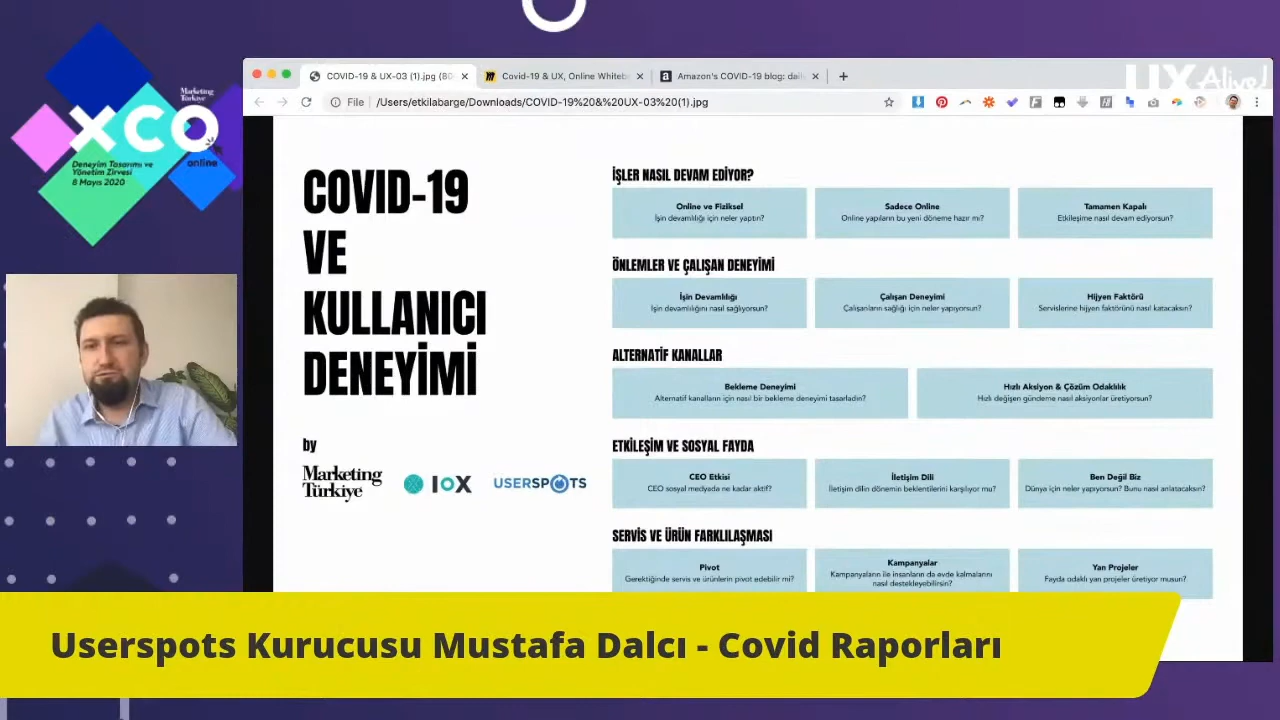 Marketing
Türkiye
XCO
online
Deneyim Tasarımı ve
Yönetim Zirvesi
8 Mayıs 2020
COVID-19 & UX-03 (1).jpg (80
Covid-19 & UX, Online Whiteb
Amazon's COVID-19 blog: dail
UX Alive!
File
/Users/etkilabarge/Downloads/COVID-19%20&%20UX-03%20(1).jpg
COVID-19
VE
KULLANICI
DENEYİMİ
by
Marketing
Türkiye
IOX
USERSPOTS
İŞLER NASIL DEVAM EDİYOR?
Online ve Fiziksel
İşin devamlılığı için neler yaptın?
Sadece Online
Online yapıların bu yeni döneme hazır mı?
Tamamen Kapalı
Etkileşime nasıl devam ediyorsun?
ÖNLEMLER VE ÇALIŞAN DENEYİMİ
İşin Devamlılığı
İşin devamlılığını nasıl sağlıyorsun?
Çalışan Deneyimi
Çalışanların sağlığı için neler yapıyorsun?
Hijyen Faktörü
Servislerine hijyen faktörünü nasıl katacaksın?
ALTERNATİF KANALLAR
Bekleme Deneyimi
Alternatif kanalların için nasıl bir bekleme deneyimi tasarladın?
Hızlı Aksiyon & Çözüm Odaklılık
Hızlı değişen gündeme nasıl aksiyonlar üretiyorsun?
ETKİLEŞİM VE SOSYAL FAYDA
CEO Etkisi
CEO sosyal medyada ne kadar aktif?
İletişim Dili
İletişim dilin dönemin beklentilerini karşılıyor mu?
Ben Değil Biz
Dünya için neler yapıyorsun? Bunu nasıl anlatacaksın?
SERVİS VE ÜRÜN FARKLILAŞMASI
Pivot
Gerektiğinde servis ve ürünlerin pivot edebilir mi?
Kampanyalar
Kampanyaların ile insanların da evde kalmalarını
nasıl destekleyebilirsin?
Yan Projeler
Fayda odaklı yan projeler üretiyor musun?
Userspots Kurucusu Mustafa Dalcı - Covid Raporları